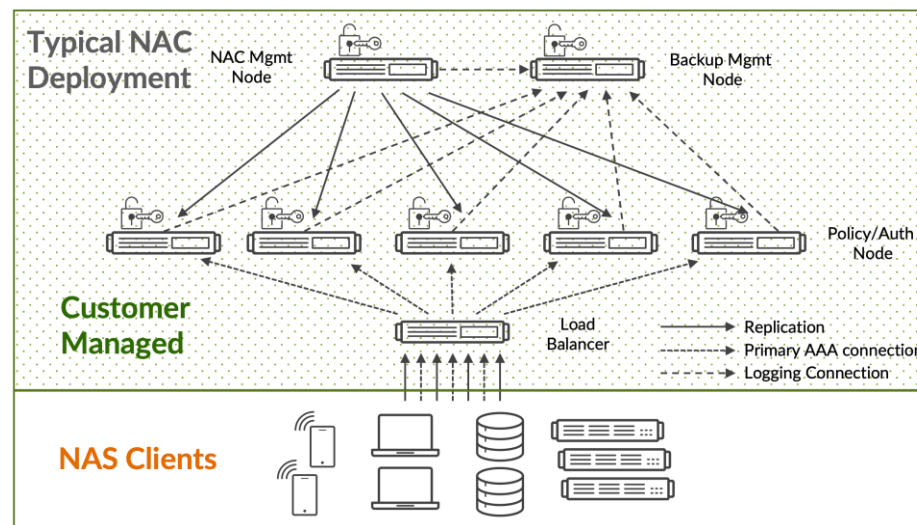 Typical NAC
Deployment
NAC Mgmt
Node
Backup Mgmt
Node
Policy/Auth
Node
Customer
Managed
Load
Balancer
Replication
Primary AAA connection
Logging Connection
NAS Clients